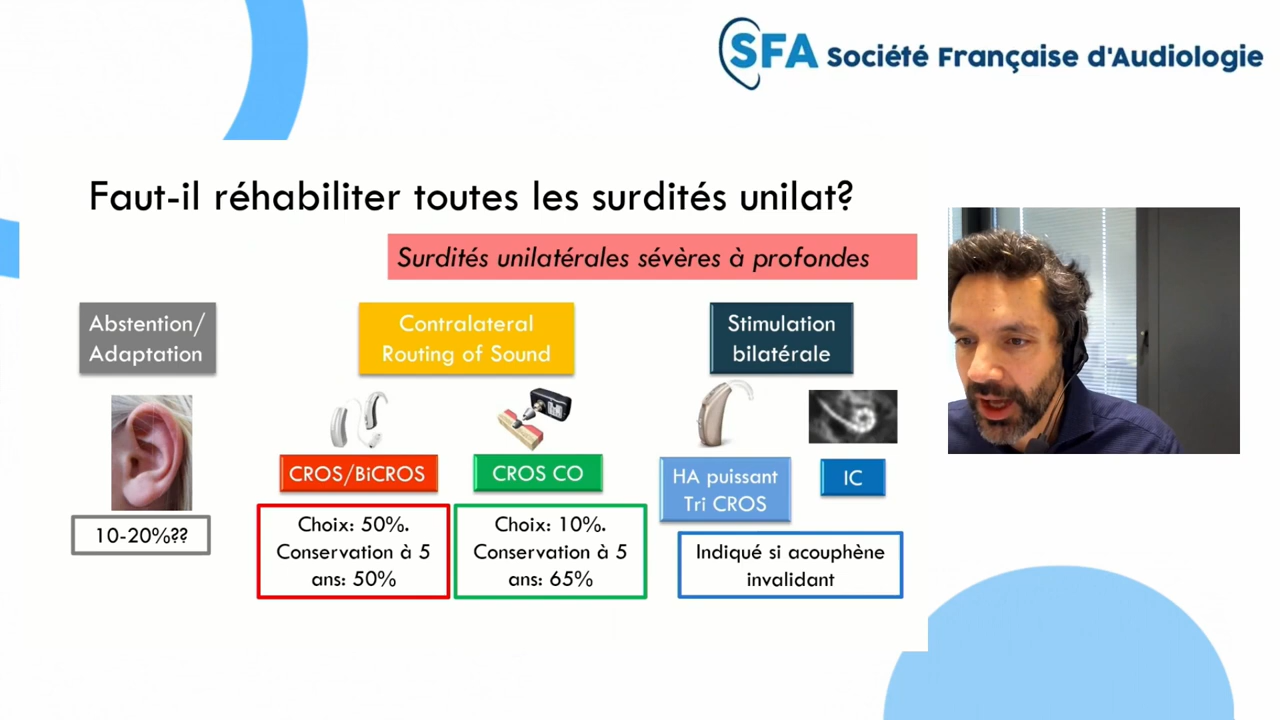 SFA Société Française d'Audiologie
Faut-il réhabiliter toutes les surdités unilat?
Surdités unilatérales sévères à profondes
Abstention/
Adaptation
10-20%??
Contralateral
Routing of Sound
CROS/BiCROS
Choix: 50%.
Conservation à 5
ans: 50%
CROS CO
Choix: 10%.
Conservation à 5
ans: 65%
Stimulation
bilatérale
HA puissant
Tri CROS
IC
Indiqué si acouphène
invalidant